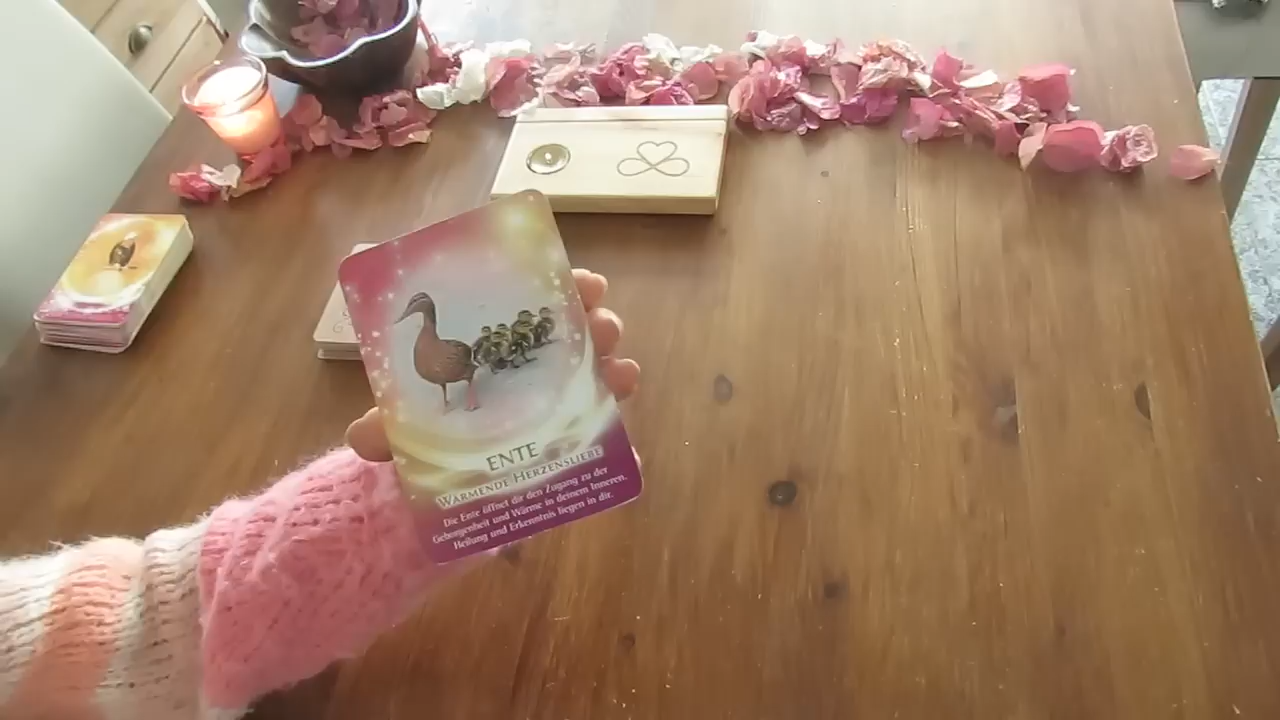 ENTE
WÄRMENDE HERZENSLIEBE
Die Ente öffnet dir den Zugang zu der
Geborgenheit und Wärme in deinem Inneren.
Heilung und Erkenntnis liegen in dir.